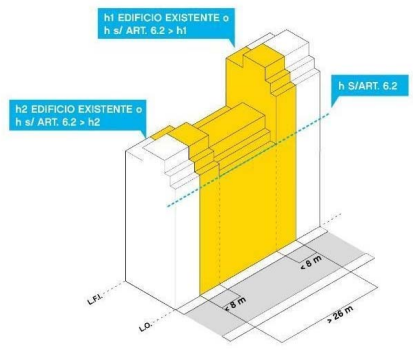 h1 EDIFICIO EXISTENTE o
h s/ ART. 6.2 > h1
h S/ART. 6.2
h2 EDIFICIO EXISTENTE o
h s/ ART. 6.2 > h2
< 8 m
< 8 m
> 26 m
L.F.I.
L.O.